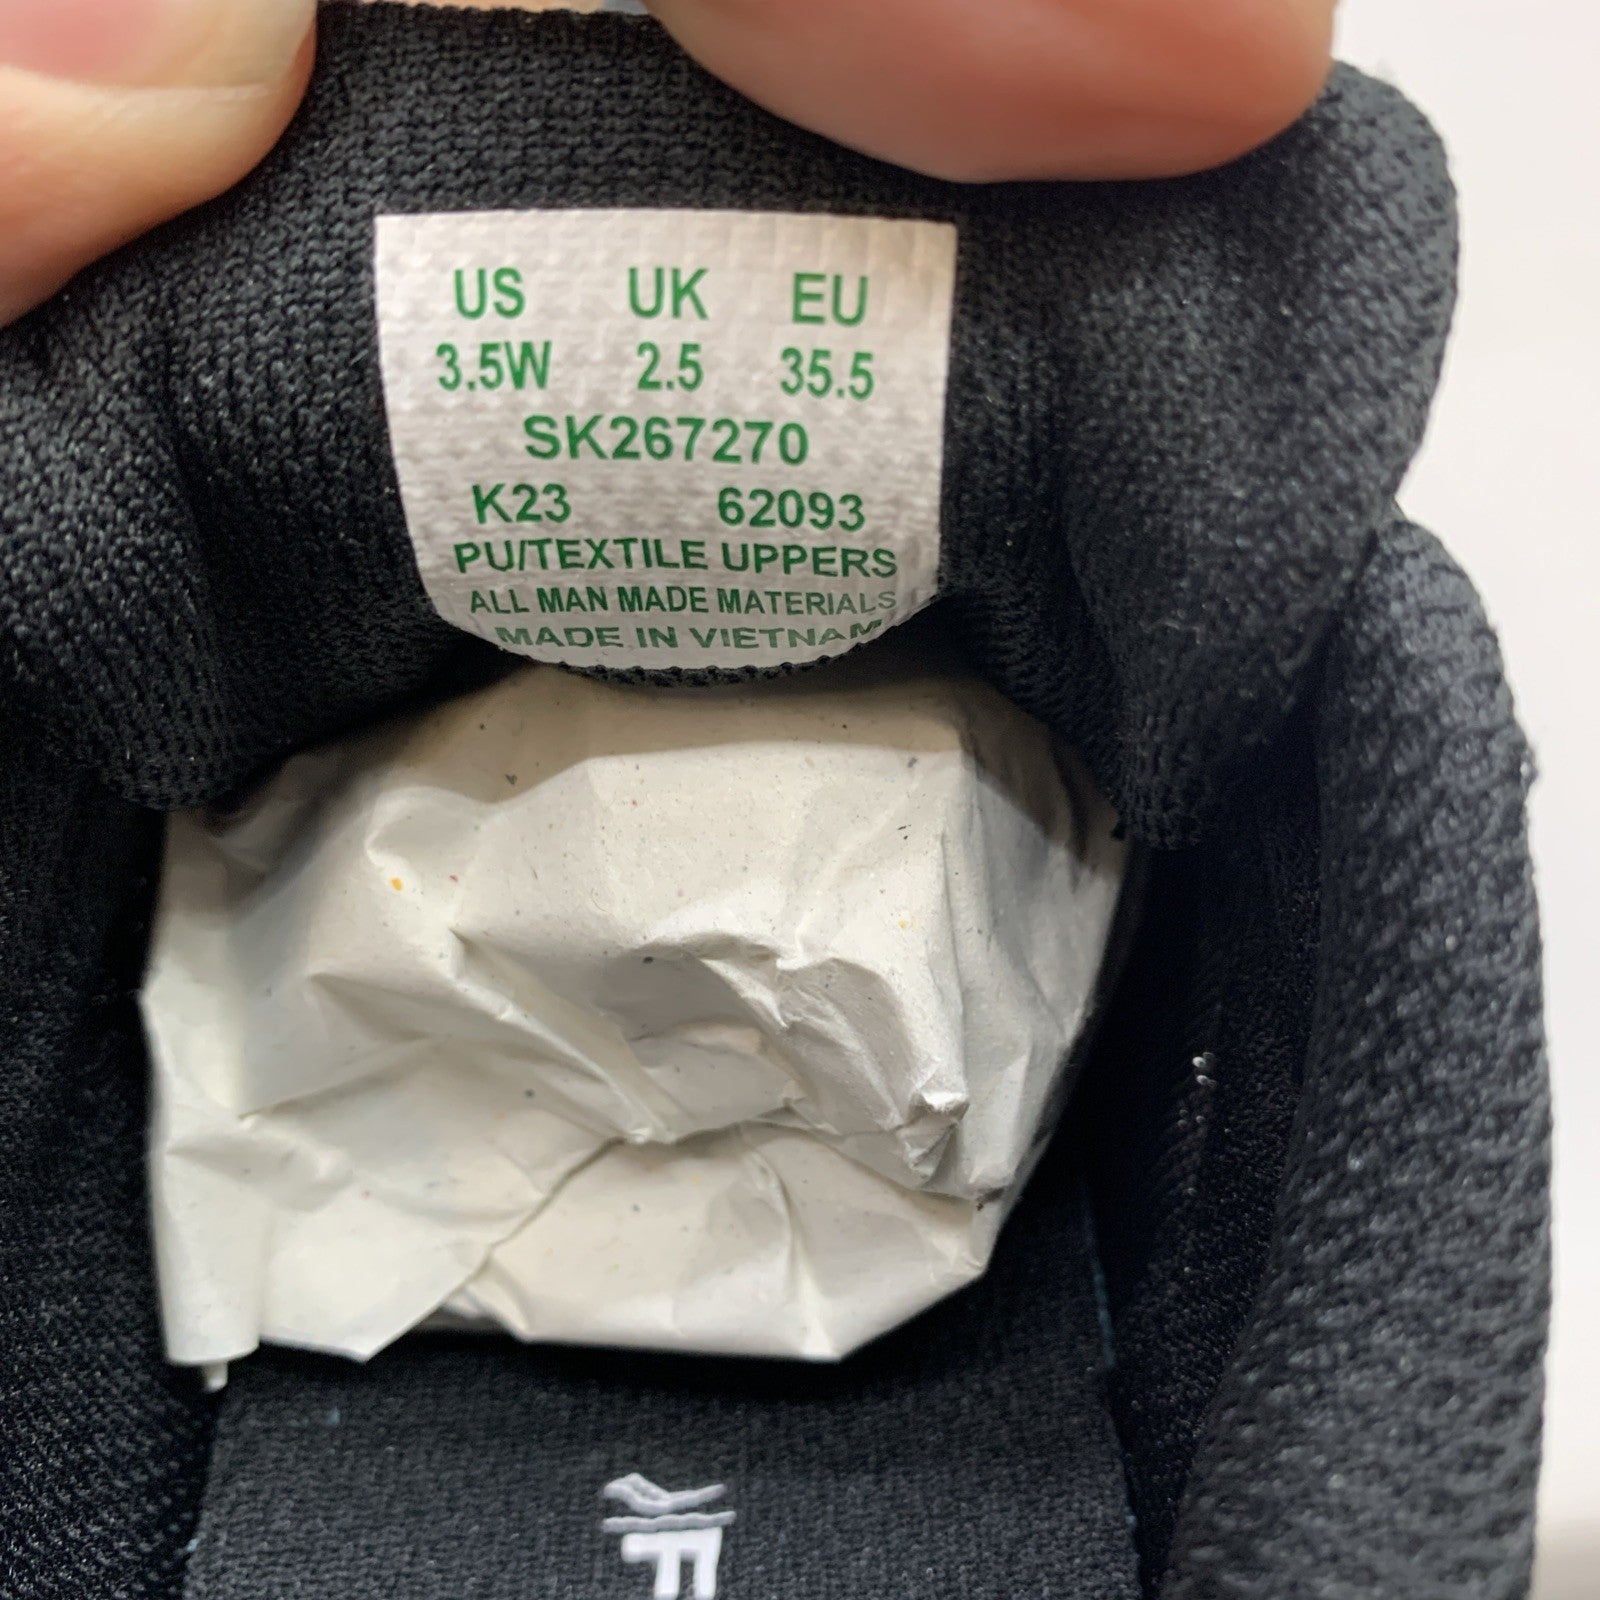 US UK EU
3.5W 2.5 35.5
SK267270
K23 62093
PU/TEXTILE UPPERS
ALL MAN MADE MATERIALS
MADE IN VIETNAM
F